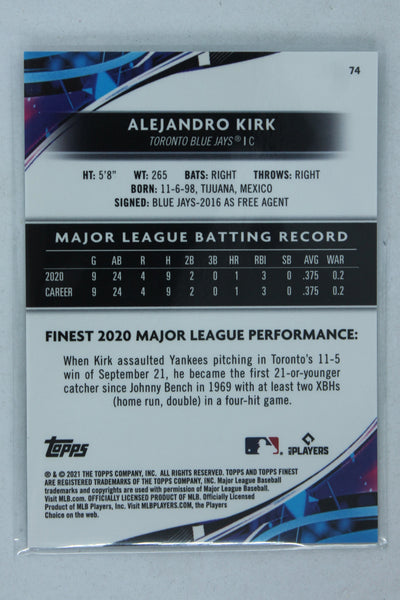 74
ALEJANDRO KIRK
TORONTO BLUE JAYS® I C
HT: 5'8" WT: 265 BATS: RIGHT THROWS: RIGHT
BORN: 11-6-98, TIJUANA, MEXICO
SIGNED: BLUE JAYS-2016 AS FREE AGENT
MAJOR LEAGUE BATTING RECORD
G AB R H 2B 3B HR RBI SB AVG WAR
2020 9 24 4 9 2 0 1 3 0 .375 0.2
CAREER 9 24 4 9 2 0 1 3 0 .375 0.2
FINEST 2020 MAJOR LEAGUE PERFORMANCE:
When Kirk assaulted Yankees pitching in Toronto's 11-5
win of September 21, he became the first 21-or-younger
catcher since Johnny Bench in 1969 with at least two XBHs
(home run, double) in a four-hit game.
Topps
MLB PLAYERS
® & © 2021 THE TOPPS COMPANY, INC. ALL RIGHTS RESERVED. TOPPS AND TOPPS FINEST
ARE REGISTERED TRADEMARKS OF THE TOPPS COMPANY, INC. Major League Baseball
trademarks and copyrights are used with permission of Major League Baseball.
Visit MLB.com. OFFICIALLY LICENSED PRODUCT OF MLB. Officially Licensed
Product of MLB Players, Inc. Visit MLBPLAYERS.com, the Players
Choice on the web.